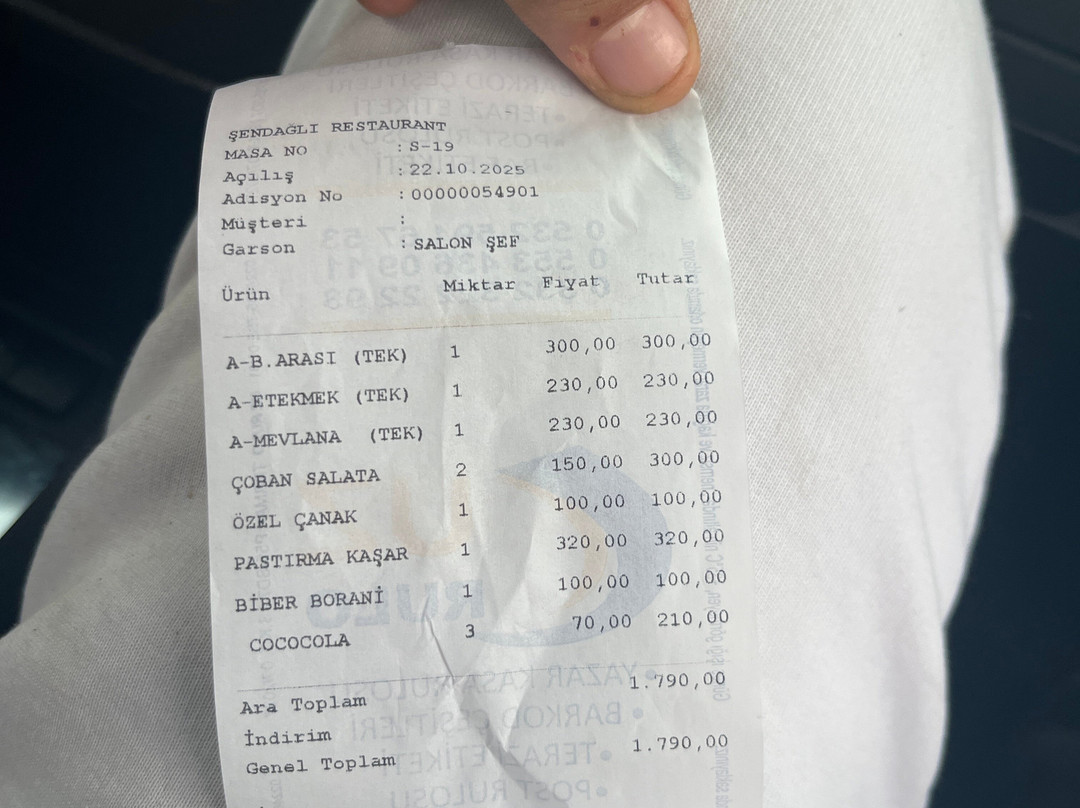 ŞENDAĞLI RESTAURANT
MASA NO : S-19
Açılış : 22.10.2025
Adisyon No : 00000054901
Müşteri :
Garson : SALON ŞEF
Ürün Miktar Fiyat Tutar
A-B.ARASI (TEK) 1 300,00 300,00
A-ETEKMEK (TEK) 1 230,00 230,00
A-MEVLANA (TEK) 1 230,00 230,00
ÇOBAN SALATA 2 150,00 300,00
ÖZEL ÇANAK 1 100,00 100,00
PASTIRMA KAŞAR 1 320,00 320,00
BİBER BORANİ 1 100,00 100,00
COCOCOLA 3 70,00 210,00
Ara Toplam 1.790,00
İndirim
Genel Toplam 1.790,00